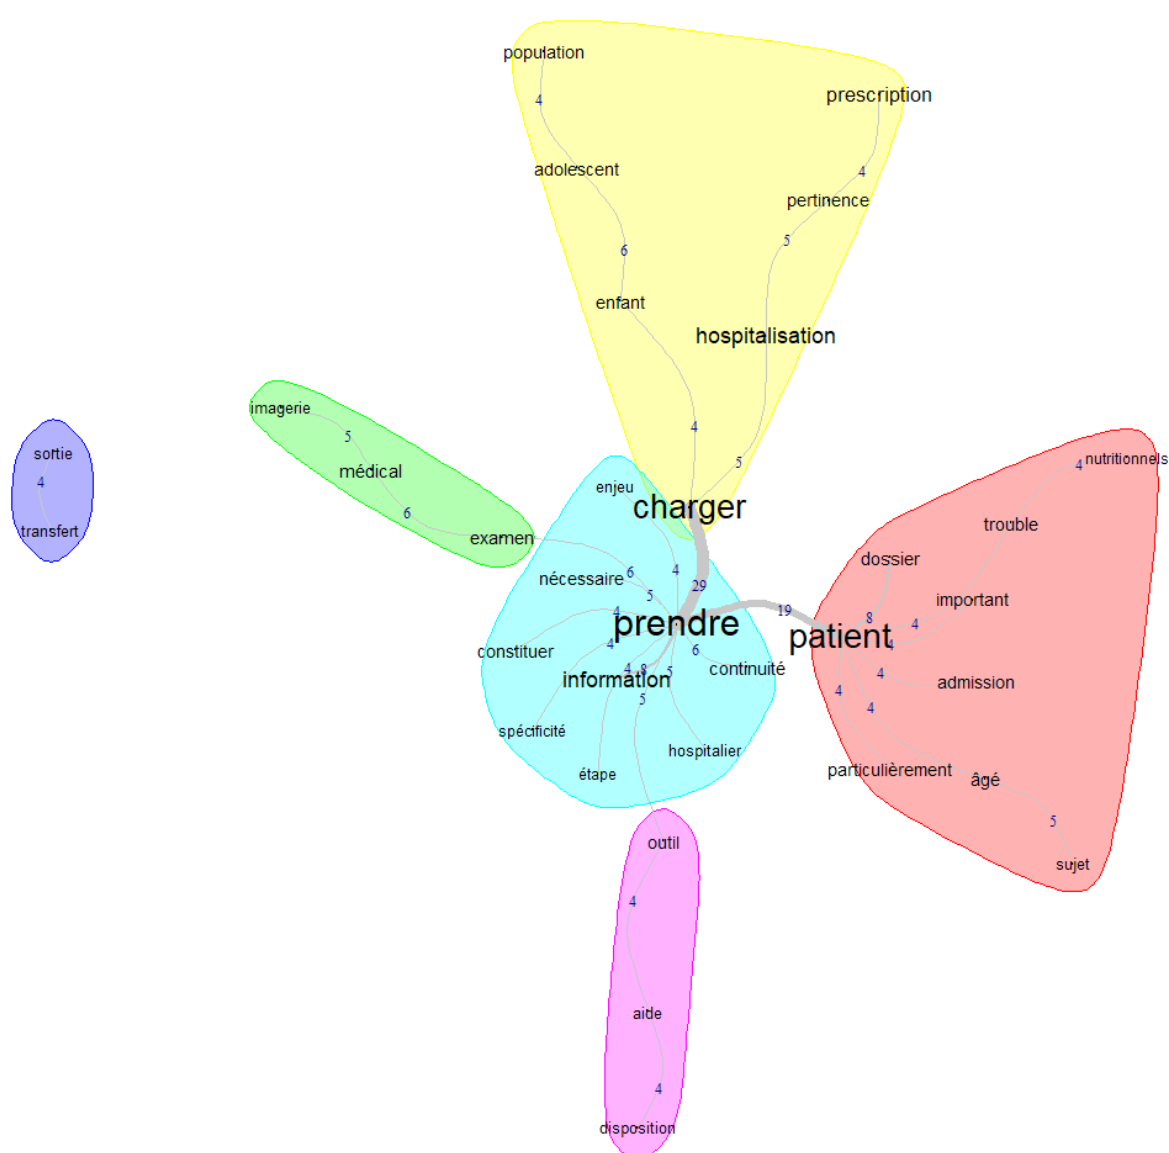 population
prescription
4
4
adolescent
pertinence
5
6
enfant
hospitalisation
imagerie
4
5
sortie
médical
5
nutritionnels
4
4
enjeu
charger
6
trouble
transfert
examen
dossier
nécessaire
6
4
29
5
important
4
19
8
4
prendre
patient
4
4
constituer
6
information
4
8
5
continuité
4
admission
4
5
4
spécificité
hospitalier
étape
particulièrement
âgé
5
outil
sujet
4
aide
4
disposition